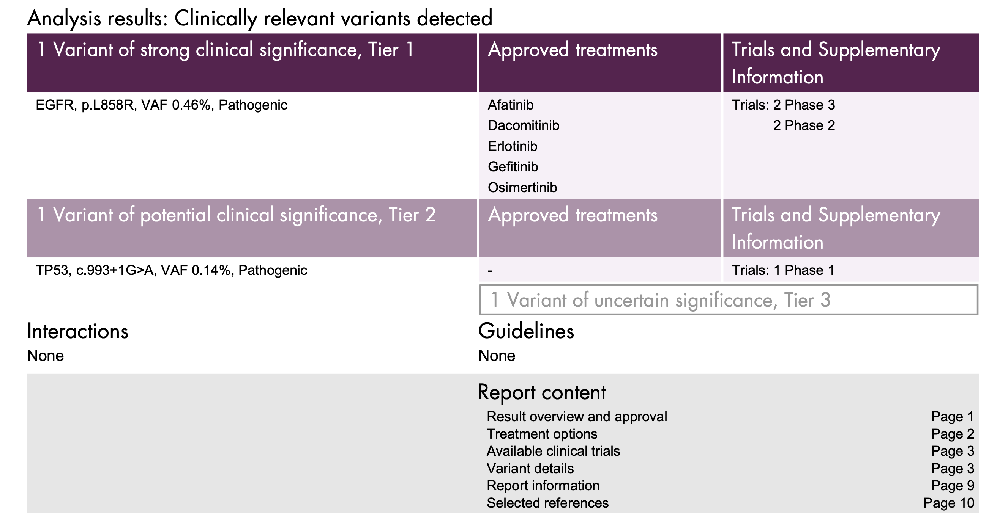 Analysis results: Clinically relevant variants detected
1 Variant of strong clinical significance, Tier 1
Approved treatments
Trials and Supplementary
Information
EGFR, p.L858R, VAF 0.46%, Pathogenic
Afatinib
Dacomitinib
Erlotinib
Gefitinib
Osimertinib
Trials: 2 Phase 3
2 Phase 2
1 Variant of potential clinical significance, Tier 2
Approved treatments
Trials and Supplementary
Information
TP53, c.993+1G>A, VAF 0.14%, Pathogenic
-
Trials: 1 Phase 1
1 Variant of uncertain significance, Tier 3
Interactions
None
Guidelines
None
Report content
Result overview and approval Page 1
Treatment options Page 2
Available clinical trials Page 3
Variant details Page 3
Report information Page 9
Selected references Page 10